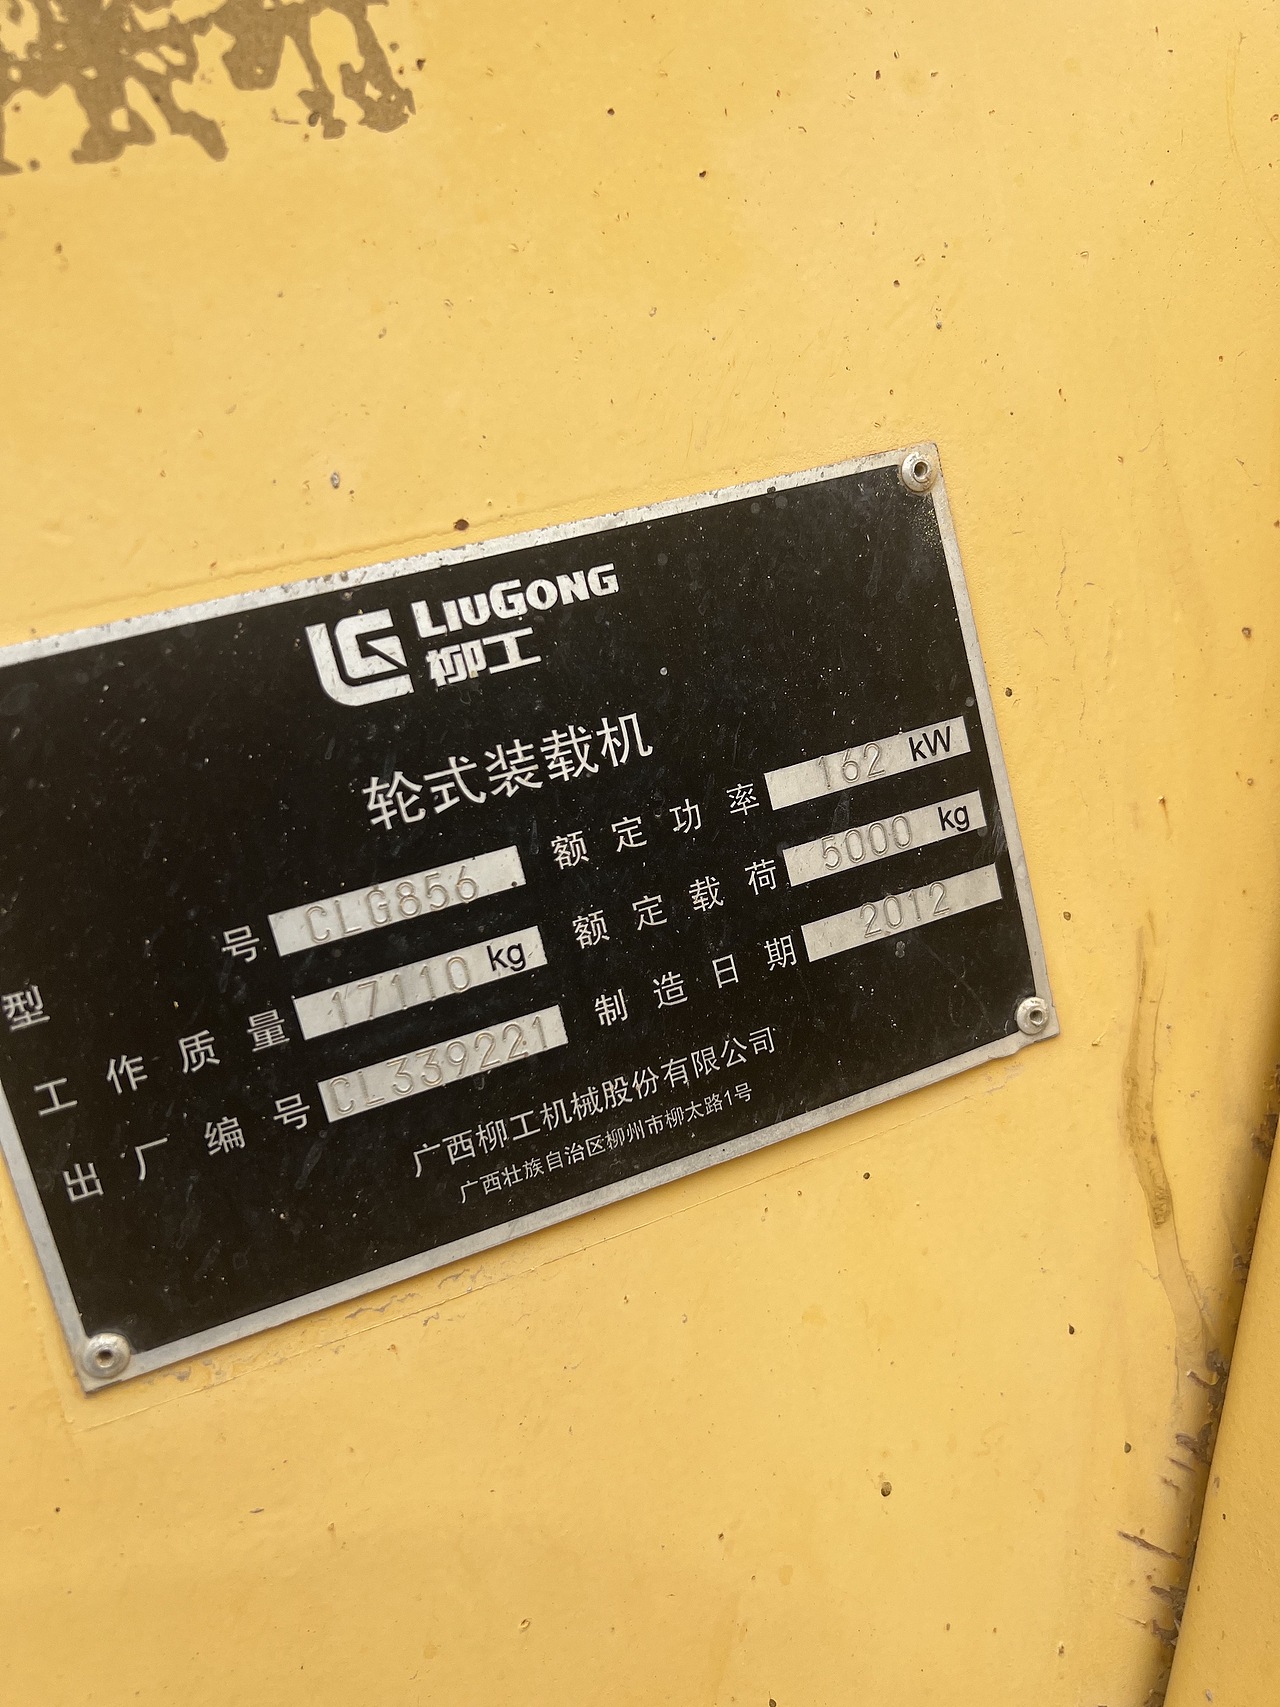 LIUGONG
柳工
轮式装载机
型 号 CLG856 额定功率 162 kW
工作质量 17110 kg 额定载荷 5000 kg
出厂编号 CL339221 制造日期 2012
广西柳工机械股份有限公司
广西壮族自治区柳州市柳太路1号